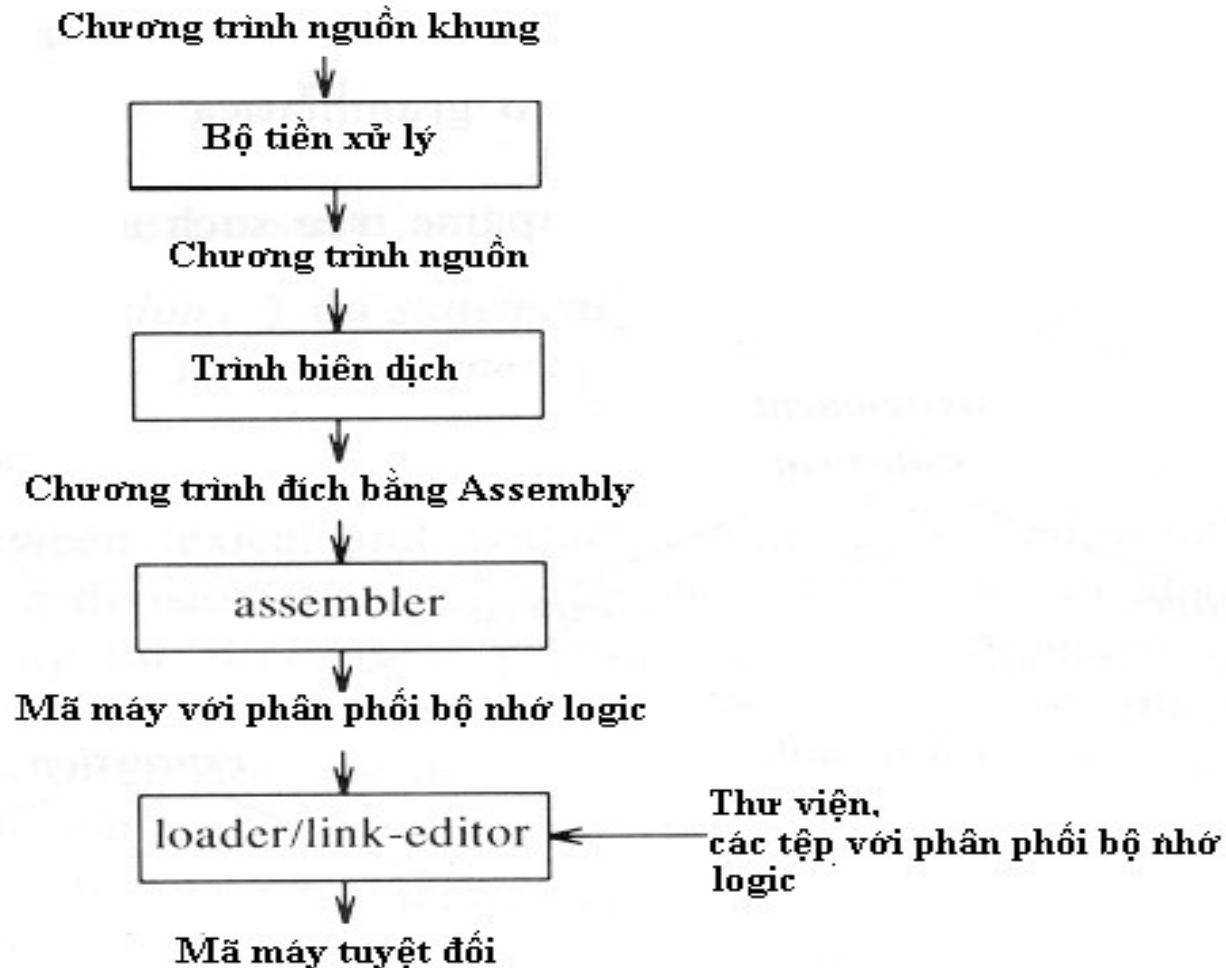 Chương trình nguồn khung
Bộ tiền xử lý
Chương trình nguồn
Trình biên dịch
Chương trình đích bằng Assembly
assembler
Mã máy với phân phối bộ nhớ logic
loader/link-editor
Thư viện,
các tệp với phân phối bộ nhớ
logic
Mã máy tuyệt đối